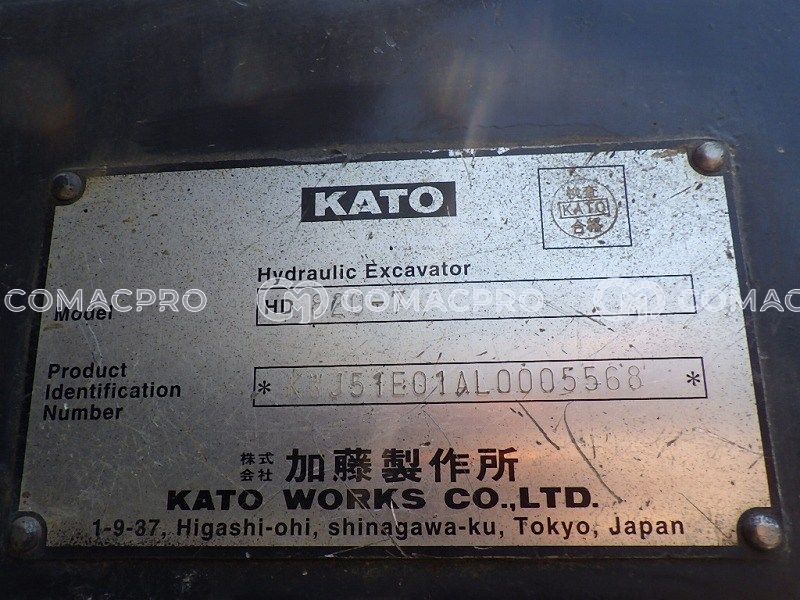 KATO
検査
KATO
合格
Hydraulic Excavator
Model HD
COMACPRO COMACPRO COMACPRO
Product
Identification
Number
* KWJ51E01AL0005568 *
株式
会社 加藤製作所
KATO WORKS CO.,LTD.
1-9-37, Higashi-ohi, shinagawa-ku, Tokyo, Japan